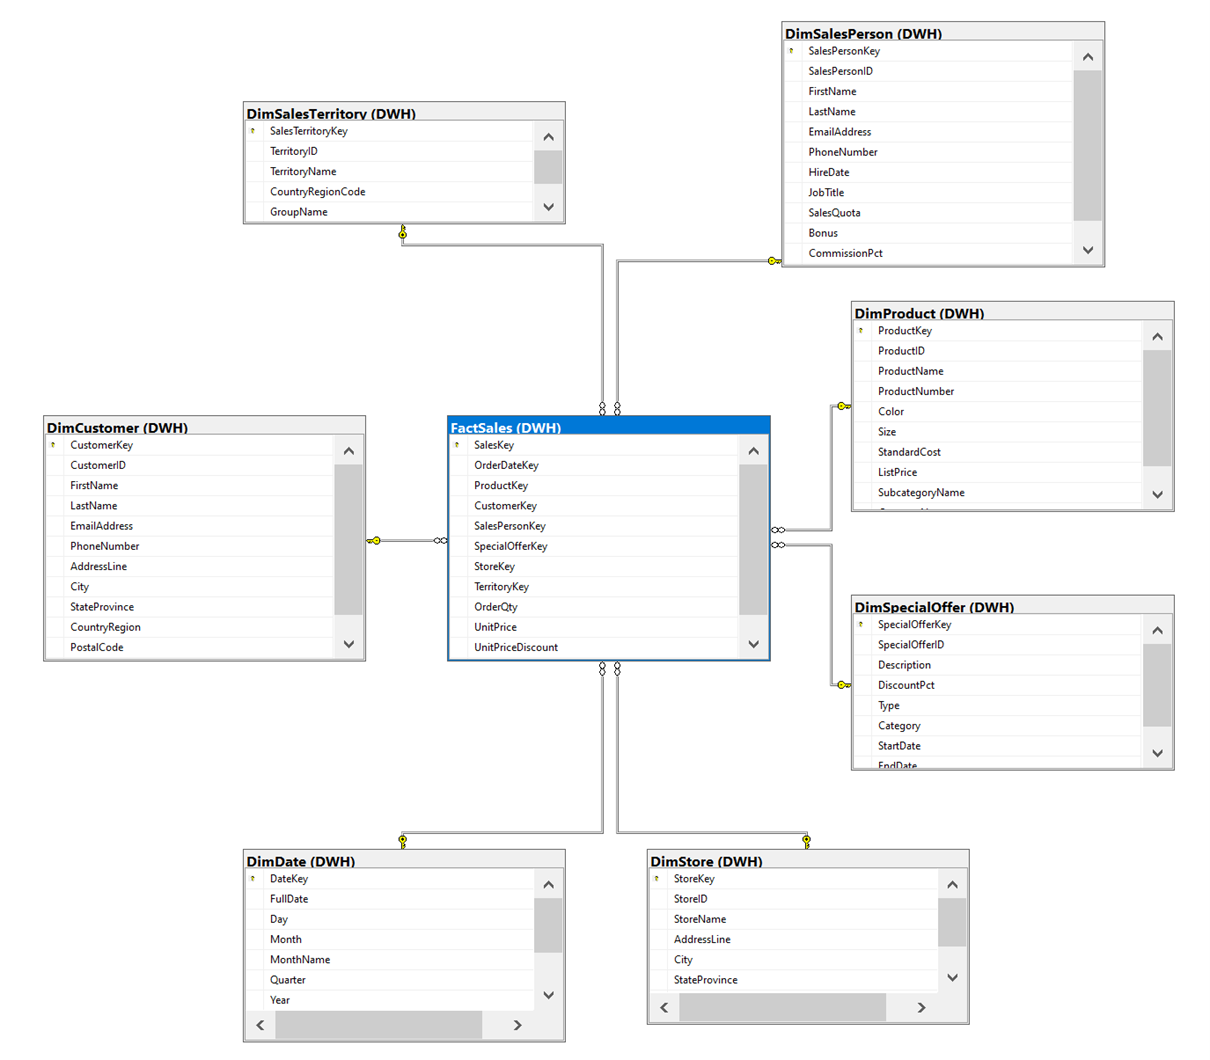 DimSalesPerson (DWH)
SalesPersonKey
SalesPersonID
FirstName
LastName
EmailAddress
PhoneNumber
HireDate
JobTitle
SalesQuota
Bonus
CommissionPct
DimSalesTerritory (DWH)
SalesTerritoryKey
TerritoryID
TerritoryName
CountryRegionCode
GroupName
DimProduct (DWH)
ProductKey
ProductID
ProductName
ProductNumber
Color
Size
StandardCost
ListPrice
SubcategoryName
DimCustomer (DWH)
CustomerKey
CustomerID
FirstName
LastName
EmailAddress
PhoneNumber
AddressLine
City
StateProvince
CountryRegion
PostalCode
FactSales (DWH)
SalesKey
OrderDateKey
ProductKey
CustomerKey
SalesPersonKey
SpecialOfferKey
StoreKey
TerritoryKey
OrderQty
UnitPrice
UnitPriceDiscount
DimSpecialOffer (DWH)
SpecialOfferKey
SpecialOfferID
Description
DiscountPct
Type
Category
StartDate
EndDate
DimDate (DWH)
DateKey
FullDate
Day
Month
MonthName
Quarter
Year
DimStore (DWH)
StoreKey
StoreID
StoreName
AddressLine
City
StateProvince